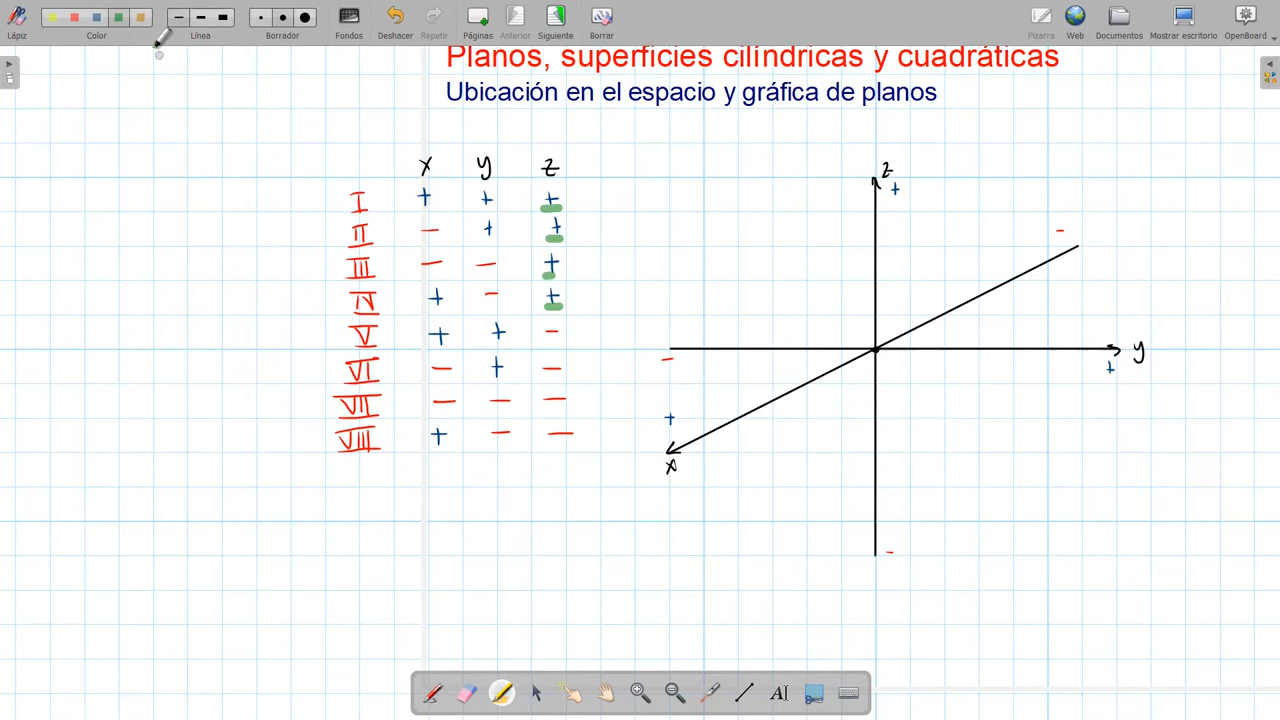 Lápiz Color Línea Borrador Fondos Deshacer Repetir Páginas Anterior Siguiente Borrar Pizarra Web Documentos Mostrar escritorio OpenBoard
Planos, superficies cilíndricas y cuadráticas
Ubicación en el espacio y gráfica de planos
x y z
I + + +
II - + +
III - - +
IV + - +
V + + -
VI - + -
VII - - -
VIII + - -
z
+
-
- y
+
+
x
-
AI